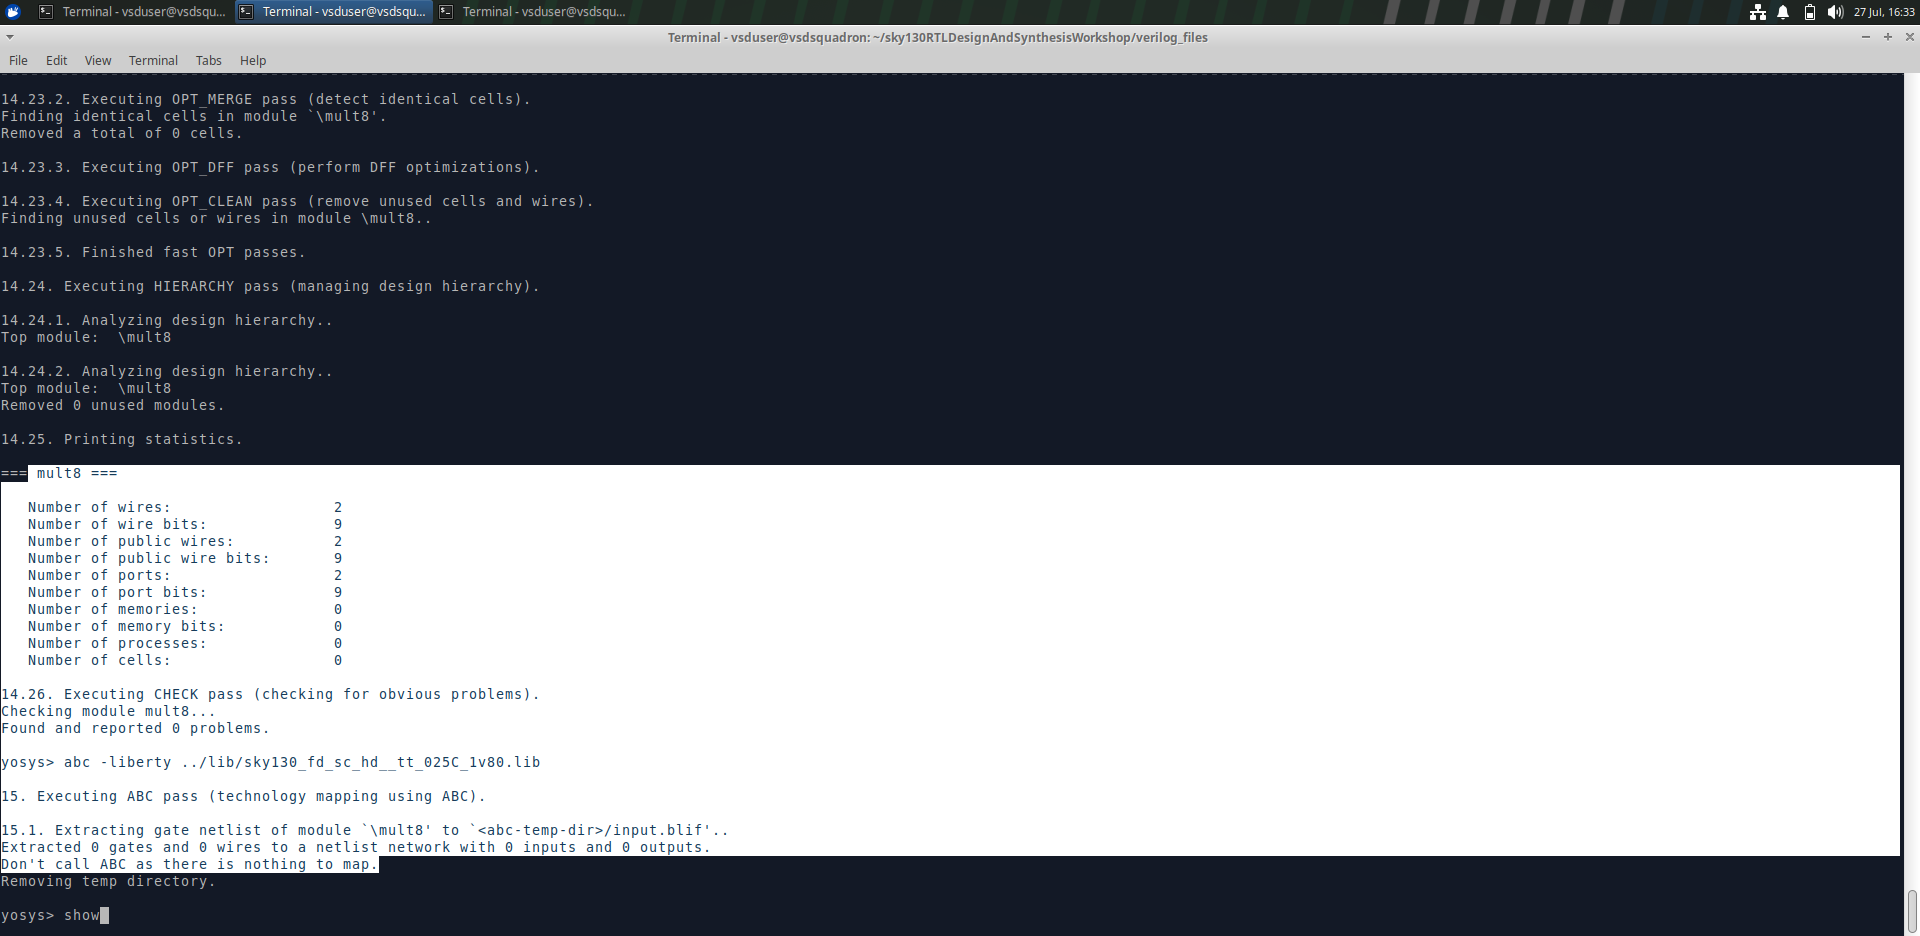 Terminal - vsduser@vsdsqu...
Terminal - vsduser@vsdsqu...
Terminal - vsduser@vsdsqu...
27 Jul, 16:33
Terminal - vsduser@vsdsquadron: ~/sky130RTLDesignAndSynthesisWorkshop/verilog_files
File Edit View Terminal Tabs Help
14.23.2. Executing OPT_MERGE pass (detect identical cells).
Finding identical cells in module `\mult8'.
Removed a total of 0 cells.
14.23.3. Executing OPT_DFF pass (perform DFF optimizations).
14.23.4. Executing OPT_CLEAN pass (remove unused cells and wires).
Finding unused cells or wires in module \mult8..
14.23.5. Finished fast OPT passes.
14.24. Executing HIERARCHY pass (managing design hierarchy).
14.24.1. Analyzing design hierarchy..
Top module:  \mult8
14.24.2. Analyzing design hierarchy..
Top module:  \mult8
Removed 0 unused modules.
14.25. Printing statistics.
=== mult8 ===
Number of wires: 2
Number of wire bits: 9
Number of public wires: 2
Number of public wire bits: 9
Number of ports: 2
Number of port bits: 9
Number of memories: 0
Number of memory bits: 0
Number of processes: 0
Number of cells: 0
14.26. Executing CHECK pass (checking for obvious problems).
Checking module mult8...
Found and reported 0 problems.
yosys> abc -liberty ../lib/sky130_fd_sc_hd__tt_025C_1v80.lib
15. Executing ABC pass (technology mapping using ABC).
15.1. Extracting gate netlist of module `\mult8' to `<abc-temp-dir>/input.blif'..
Extracted 0 gates and 0 wires to a netlist network with 0 inputs and 0 outputs.
Don't call ABC as there is nothing to map.
Removing temp directory.
yosys> show